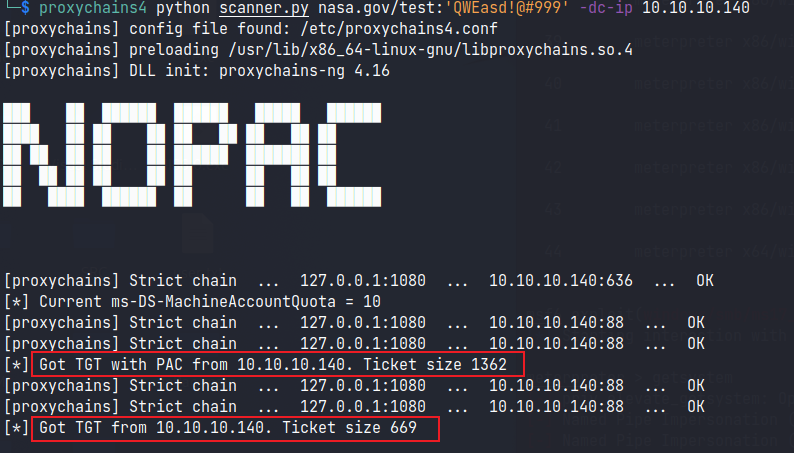 └─$ proxychains4 python scanner.py nasa.gov/test:'QWEasd!@#999' -dc-ip 10.10.10.140
[proxychains] config file found: /etc/proxychains4.conf
[proxychains] preloading /usr/lib/x86_64-linux-gnu/libproxychains.so.4
[proxychains] DLL init: proxychains-ng 4.16
NOPAC
[proxychains] Strict chain ... 127.0.0.1:1080 ... 10.10.10.140:636 ... OK
[*] Current ms-DS-MachineAccountQuota = 10
[proxychains] Strict chain ... 127.0.0.1:1080 ... 10.10.10.140:88 ... OK
[proxychains] Strict chain ... 127.0.0.1:1080 ... 10.10.10.140:88 ... OK
[*] Got TGT with PAC from 10.10.10.140. Ticket size 1362
[proxychains] Strict chain ... 127.0.0.1:1080 ... 10.10.10.140:88 ... OK
[proxychains] Strict chain ... 127.0.0.1:1080 ... 10.10.10.140:88 ... OK
[*] Got TGT from 10.10.10.140. Ticket size 669